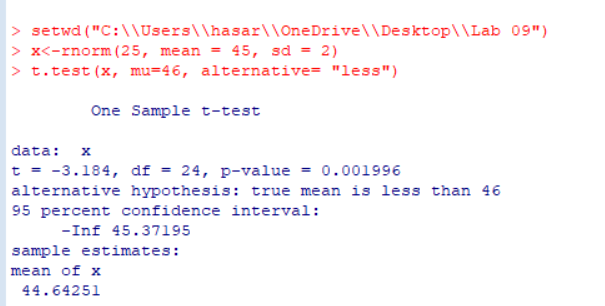 > setwd("C:\\Users\\hasar\\OneDrive\\Desktop\\Lab 09")
> x<-rnorm(25, mean = 45, sd = 2)
> t.test(x, mu=46, alternative= "less")
One Sample t-test
data:  x
t = -3.184, df = 24, p-value = 0.001996
alternative hypothesis: true mean is less than 46
95 percent confidence interval:
-Inf 45.37195
sample estimates:
mean of x
44.64251